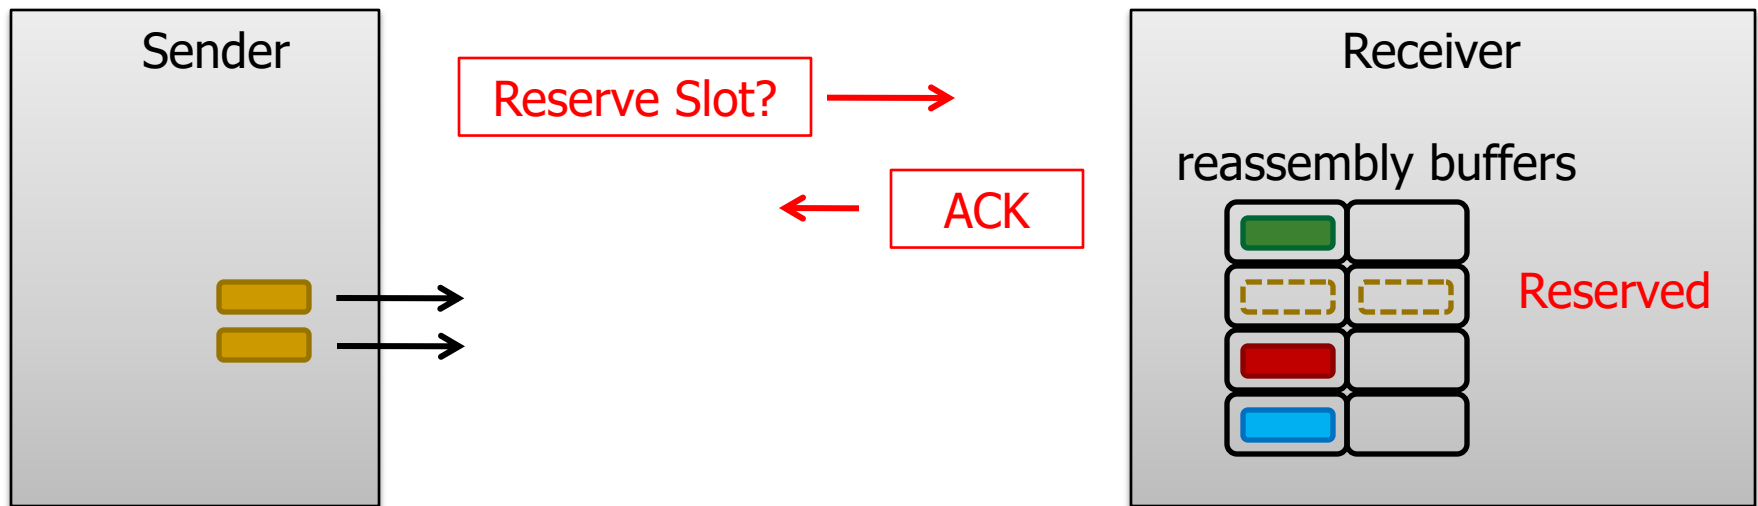 Sender
Reserve Slot?
ACK
Receiver
reassembly buffers
Reserved